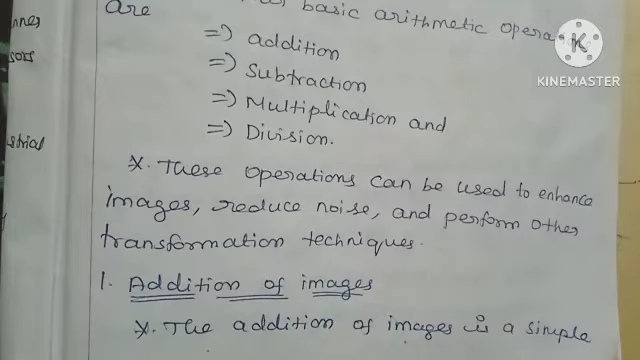 are basic arithmetic opera
=) addition
=) Subtraction
=) Multiplication and
=) Division.
*. These operations can be used to enhance
images, reduce noise, and perform other
transformation techniques.
1. Addition of images
*. The addition of images is a simple
K
KINEMASTER